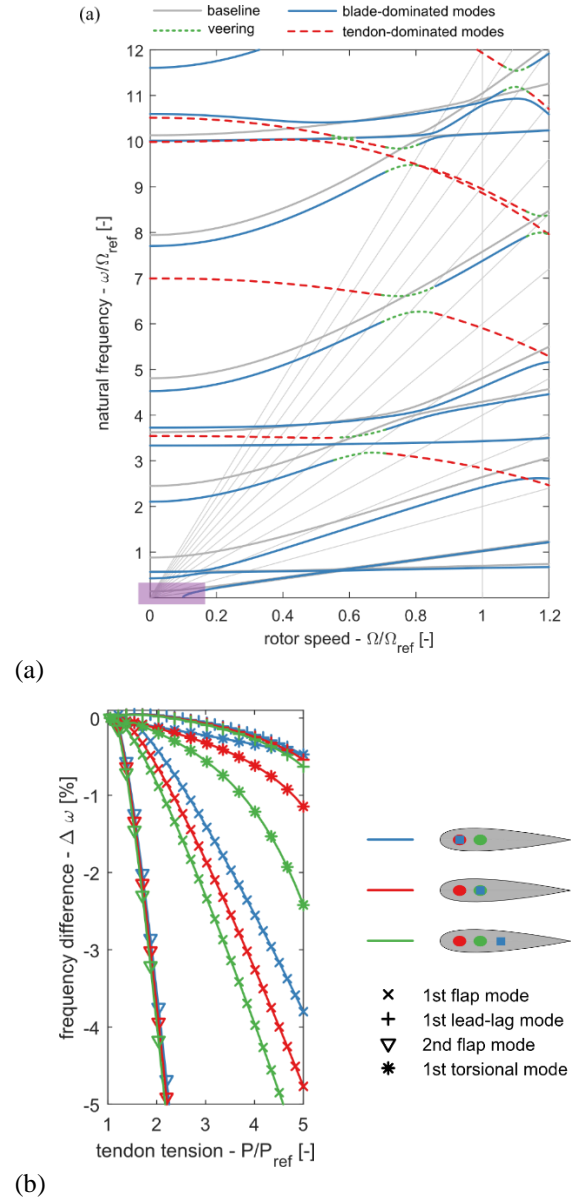 (a)
baseline
blade-dominated modes
veering
tendon-dominated modes
12
11
10
9
8
7
6
5
4
3
2
1
natural frequency - ω/Ω_ref [-]
0
0.2
0.4
0.6
0.8
1
1.2
rotor speed - Ω/Ω_ref [-]
(a)
0
-1
-2
-3
-4
-5
frequency difference - Δ ω [%]
1
2
3
4
5
tendon tension - P/P_ref [-]
1st flap mode
1st lead-lag mode
2nd flap mode
1st torsional mode
(b)